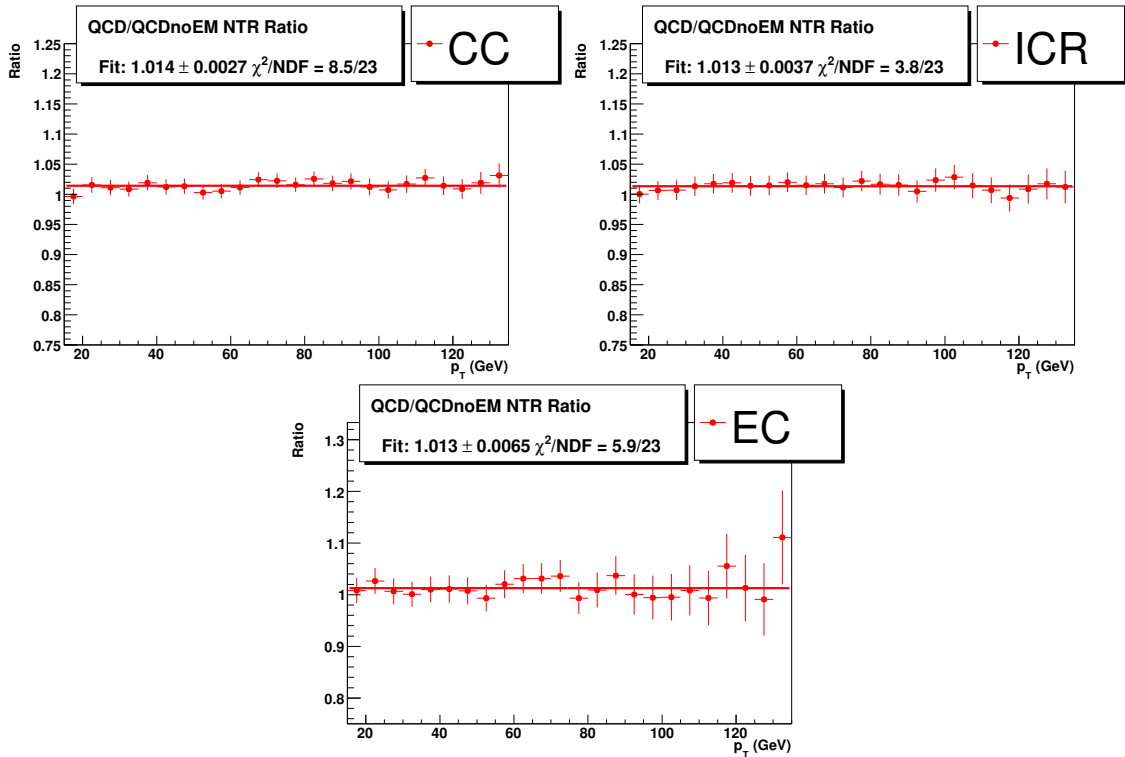 QCD/QCDnoEM NTR Ratio
Fit: 1.014 ± 0.0027 χ²/NDF = 8.5/23
CC
Ratio
1.25
1.2
1.15
1.1
1.05
1
0.95
0.9
0.85
0.8
0.75
20 40 60 80 100 120
p_T (GeV)
QCD/QCDnoEM NTR Ratio
Fit: 1.013 ± 0.0037 χ²/NDF = 3.8/23
ICR
Ratio
1.25
1.2
1.15
1.1
1.05
1
0.95
0.9
0.85
0.8
0.75
20 40 60 80 100 120
p_T (GeV)
QCD/QCDnoEM NTR Ratio
Fit: 1.013 ± 0.0065 χ²/NDF = 5.9/23
EC
Ratio
1.3
1.2
1.1
1
0.9
0.8
20 40 60 80 100 120
p_T (GeV)